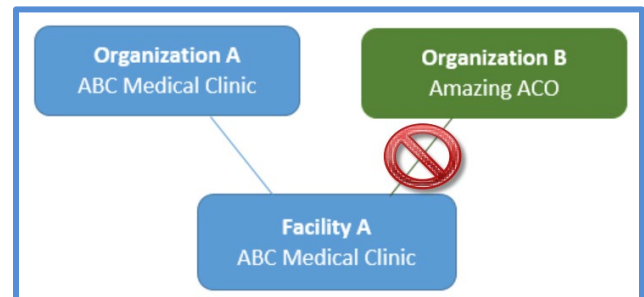 Organization A
ABC Medical Clinic
Organization B
Amazing ACO
Facility A
ABC Medical Clinic